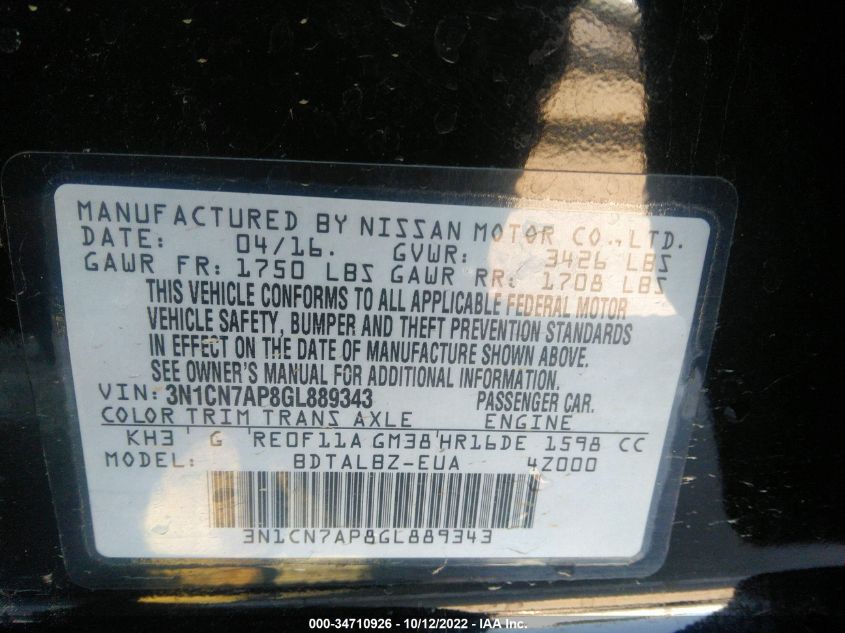 MANUFACTURED BY NISSAN MOTOR CO.,LTD.
DATE: 04/16. GVWR: 3426 LBS
GAWR FR: 1750 LBS GAWR RR: 1708 LBS
THIS VEHICLE CONFORMS TO ALL APPLICABLE FEDERAL MOTOR
VEHICLE SAFETY, BUMPER AND THEFT PREVENTION STANDARDS
IN EFFECT ON THE DATE OF MANUFACTURE SHOWN ABOVE.
SEE OWNER'S MANUAL FOR ADDITIONAL INFORMATION.
VIN: 3N1CN7AP8GL889343 PASSENGER CAR.
COLOR TRIM TRANS AXLE ENGINE
KH3 G 'RE0F11A GM38'HR16DE 1598 CC
MODEL: BDTALBZ-EUA 4Z000
3N1CN7AP8GL889343
000-34710926 - 10/12/2022 - IAA Inc.